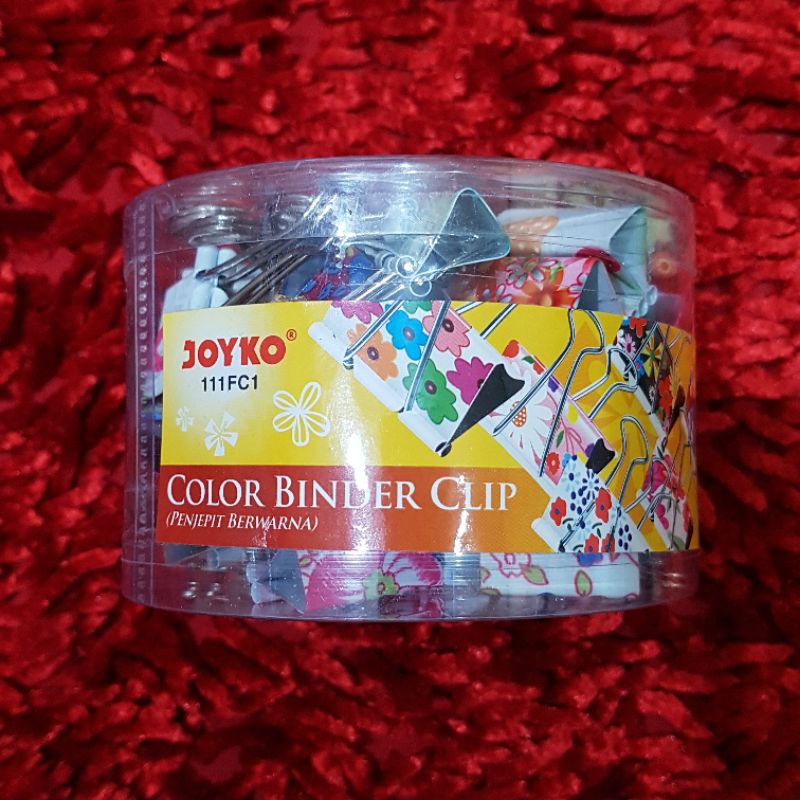 JOYKO®
111FC1
COLOR BINDER CLIP
(PENJEPIT BERWARNA)